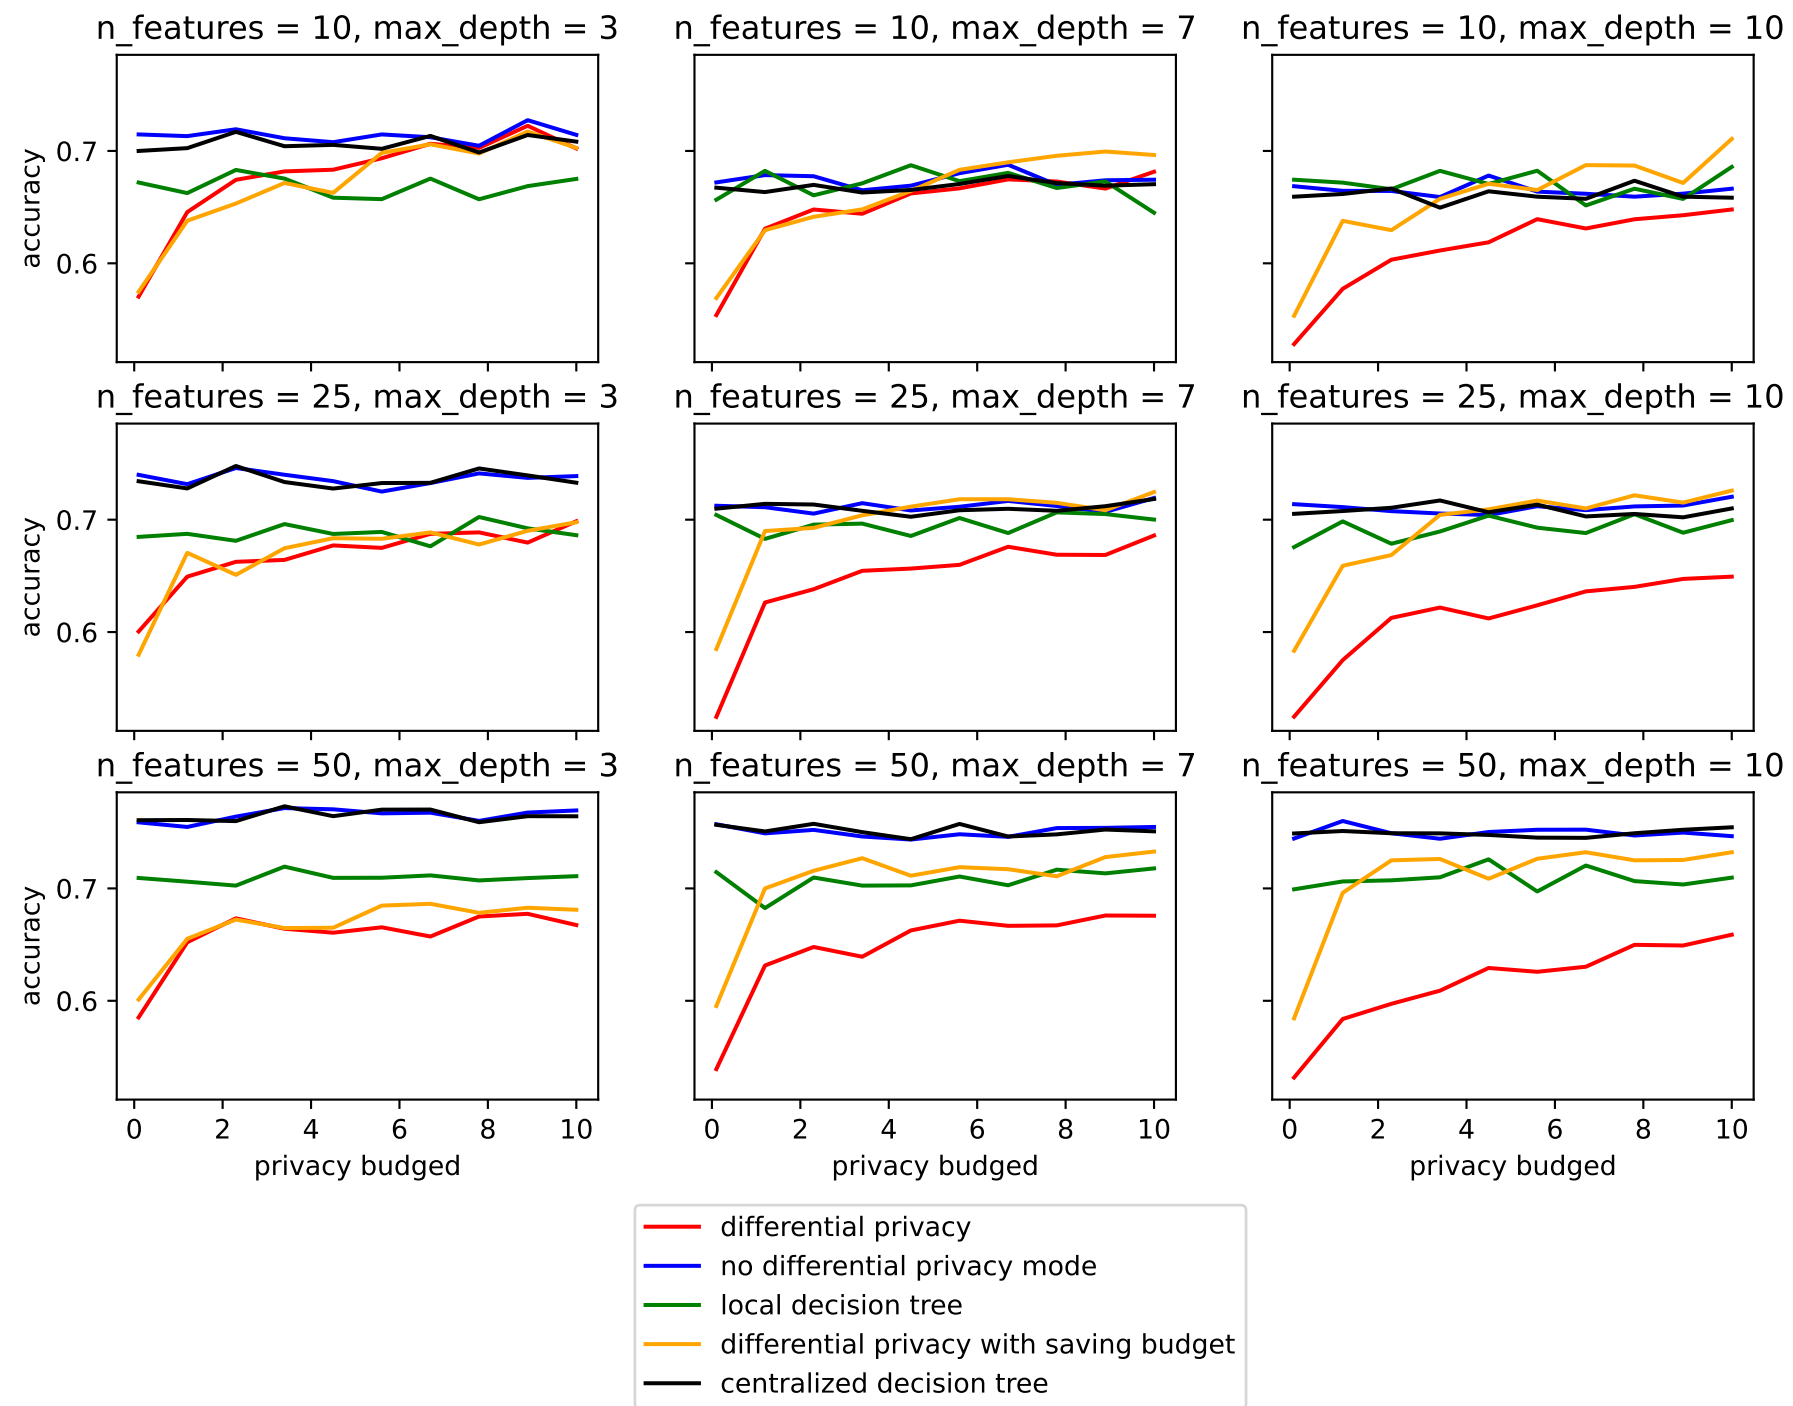 n_features = 10, max_depth = 3
n_features = 10, max_depth = 7
n_features = 10, max_depth = 10
accuracy
0.7
0.6
n_features = 25, max_depth = 3
n_features = 25, max_depth = 7
n_features = 25, max_depth = 10
accuracy
0.7
0.6
n_features = 50, max_depth = 3
n_features = 50, max_depth = 7
n_features = 50, max_depth = 10
accuracy
0.7
0.6
0 2 4 6 8 10
0 2 4 6 8 10
0 2 4 6 8 10
privacy budged
privacy budged
privacy budged
differential privacy
no differential privacy mode
local decision tree
differential privacy with saving budget
centralized decision tree